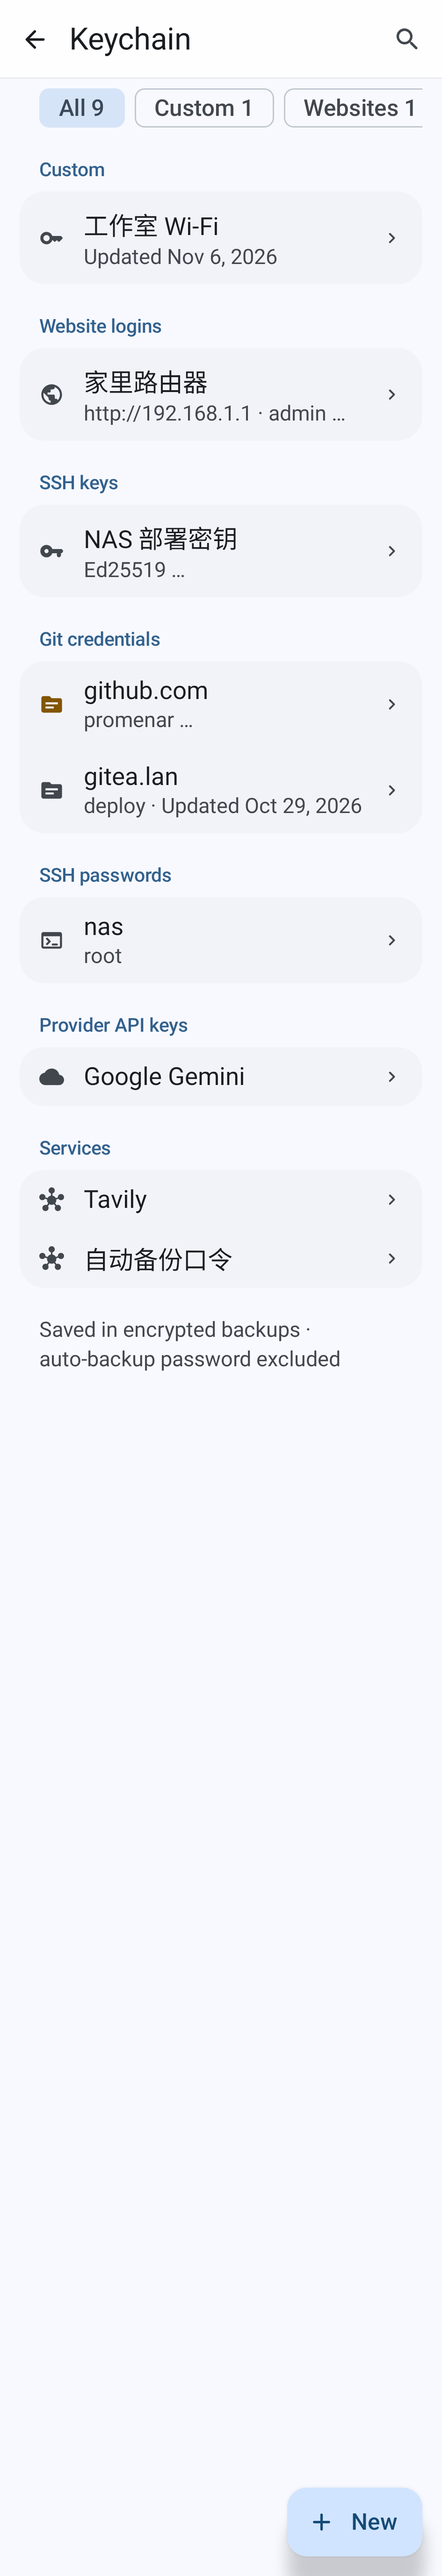 Keychain
All 9
Custom 1
Websites 1
Custom
工作室 Wi-Fi
Updated Nov 6, 2026
Website logins
家里路由器
http://192.168.1.1 · admin …
SSH keys
NAS 部署密钥
Ed25519 …
Git credentials
github.com
promenar …
gitea.lan
deploy · Updated Oct 29, 2026
SSH passwords
nas
root
Provider API keys
Google Gemini
Services
Tavily
自动备份口令
Saved in encrypted backups ·
auto-backup password excluded
New